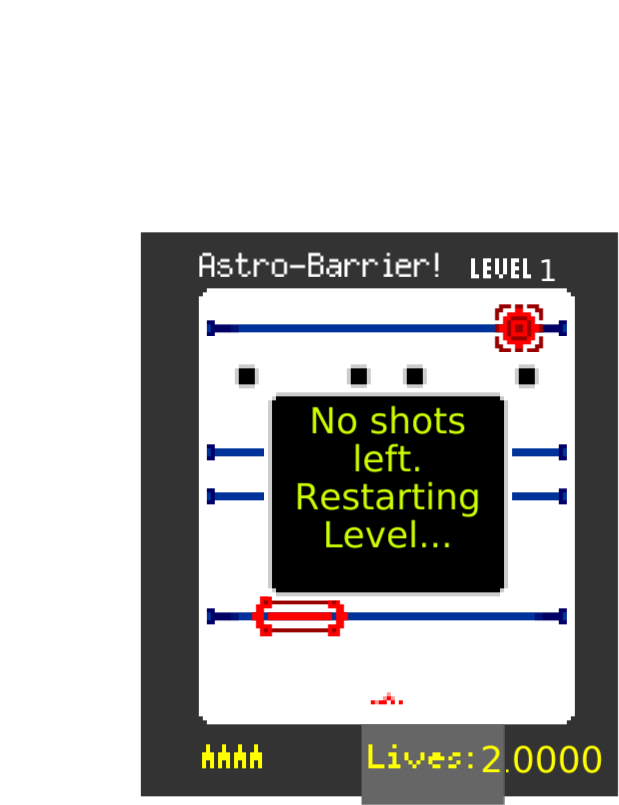 Astro-Barrier! LEVEL 1
No shots
left.
Restarting
Level...
Lives:2.0000